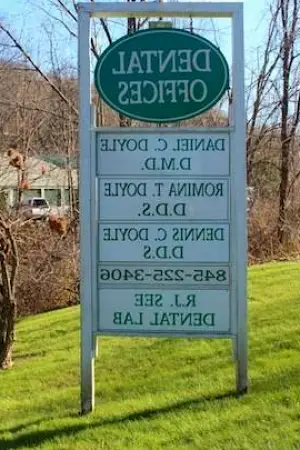 DENTAL
OFFICES
DANIEL C. DOYLE
D.M.D.
ROMINA T. DOYLE
D.D.S.
DENNIS C. DOYLE
D.D.S
845-225-3406
R.J. SEE
DENTAL LAB